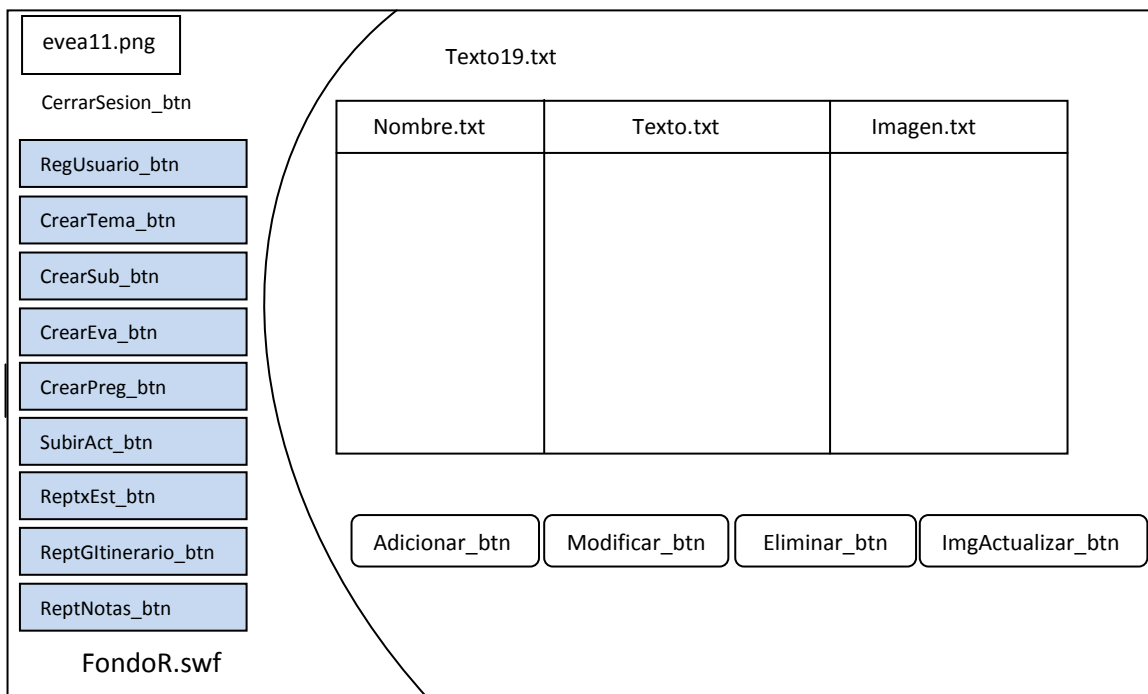 evea11.png
CerrarSesion_btn
RegUsuario_btn
CrearTema_btn
CrearSub_btn
CrearEva_btn
CrearPreg_btn
SubirAct_btn
ReptxEst_btn
ReptGItinerario_btn
ReptNotas_btn
FondoR.swf
Texto19.txt
Nombre.txt Texto.txt Imagen.txt
Adicionar_btn Modificar_btn Eliminar_btn ImgActualizar_btn